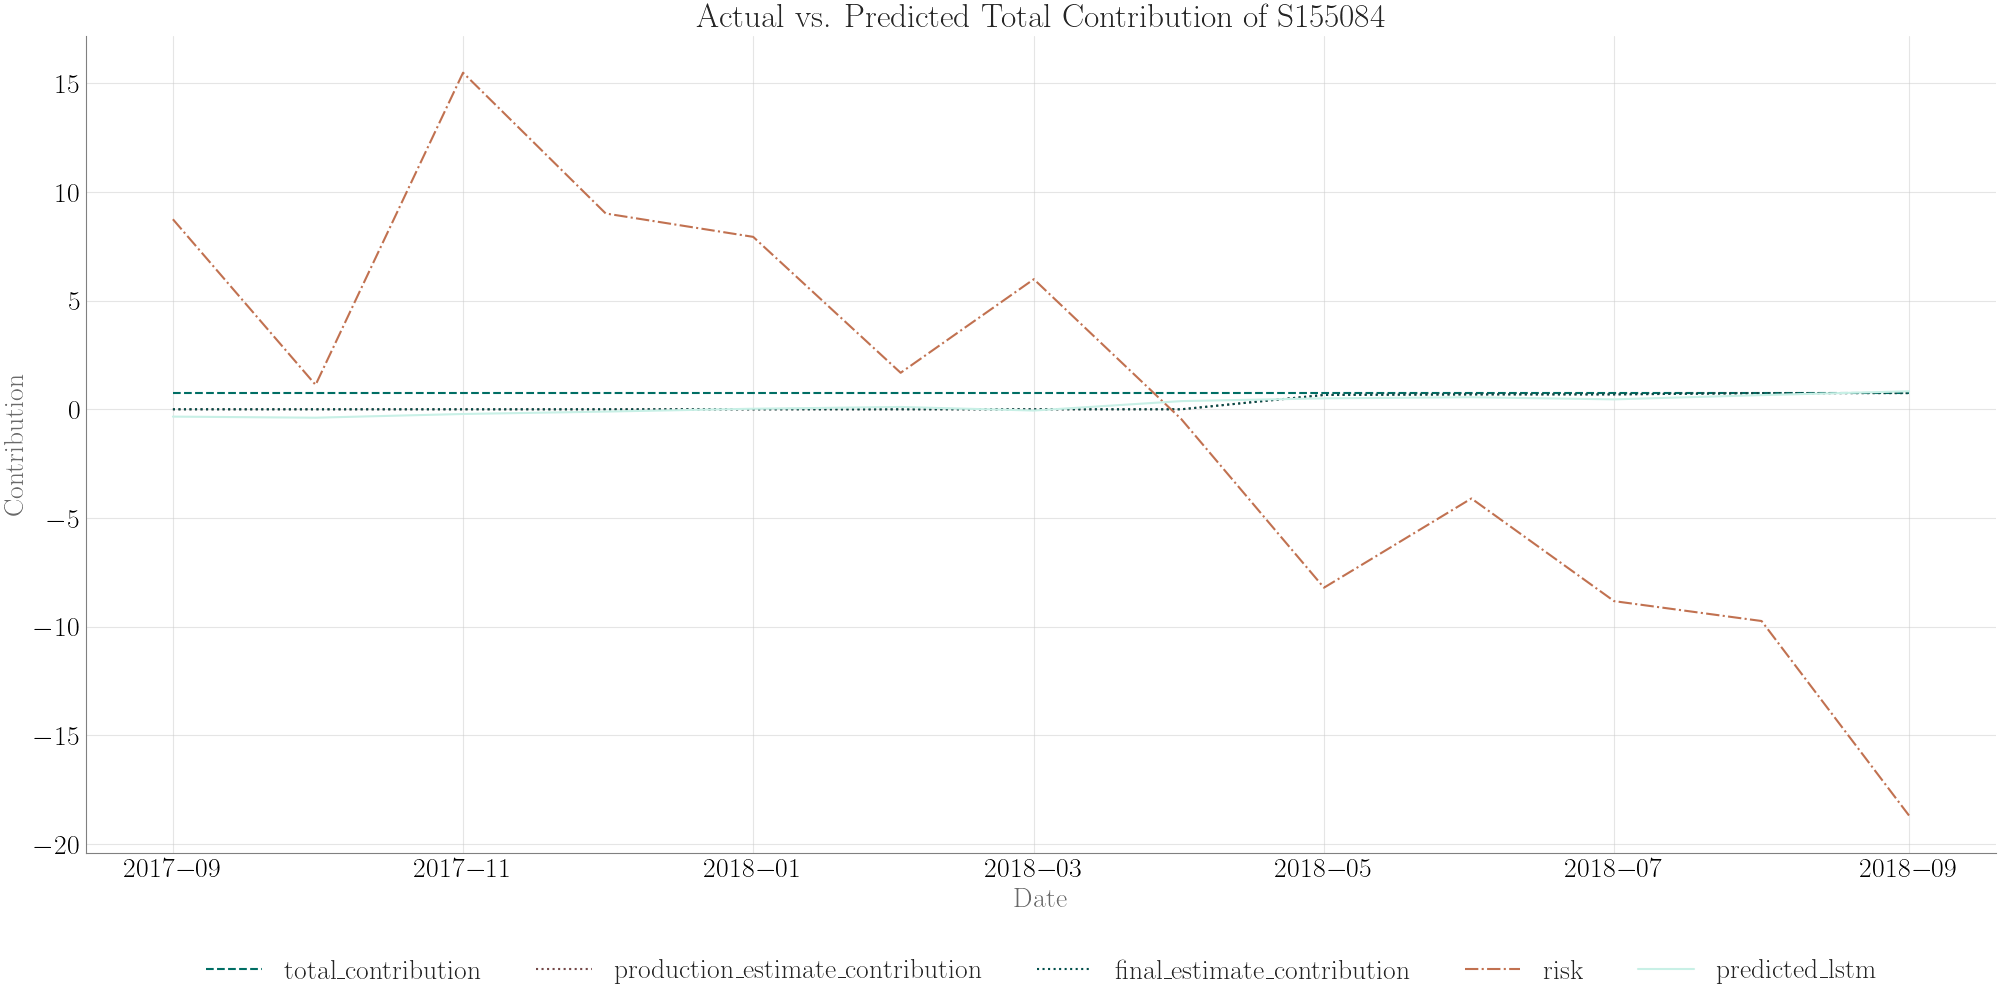 Actual vs. Predicted Total Contribution of S155084
Contribution
15
10
5
0
−5
−10
−15
−20
2017−09 2017−11 2018−01 2018−03 2018−05 2018−07 2018−09
Date
total_contribution production_estimate_contribution final_estimate_contribution risk predicted_lstm